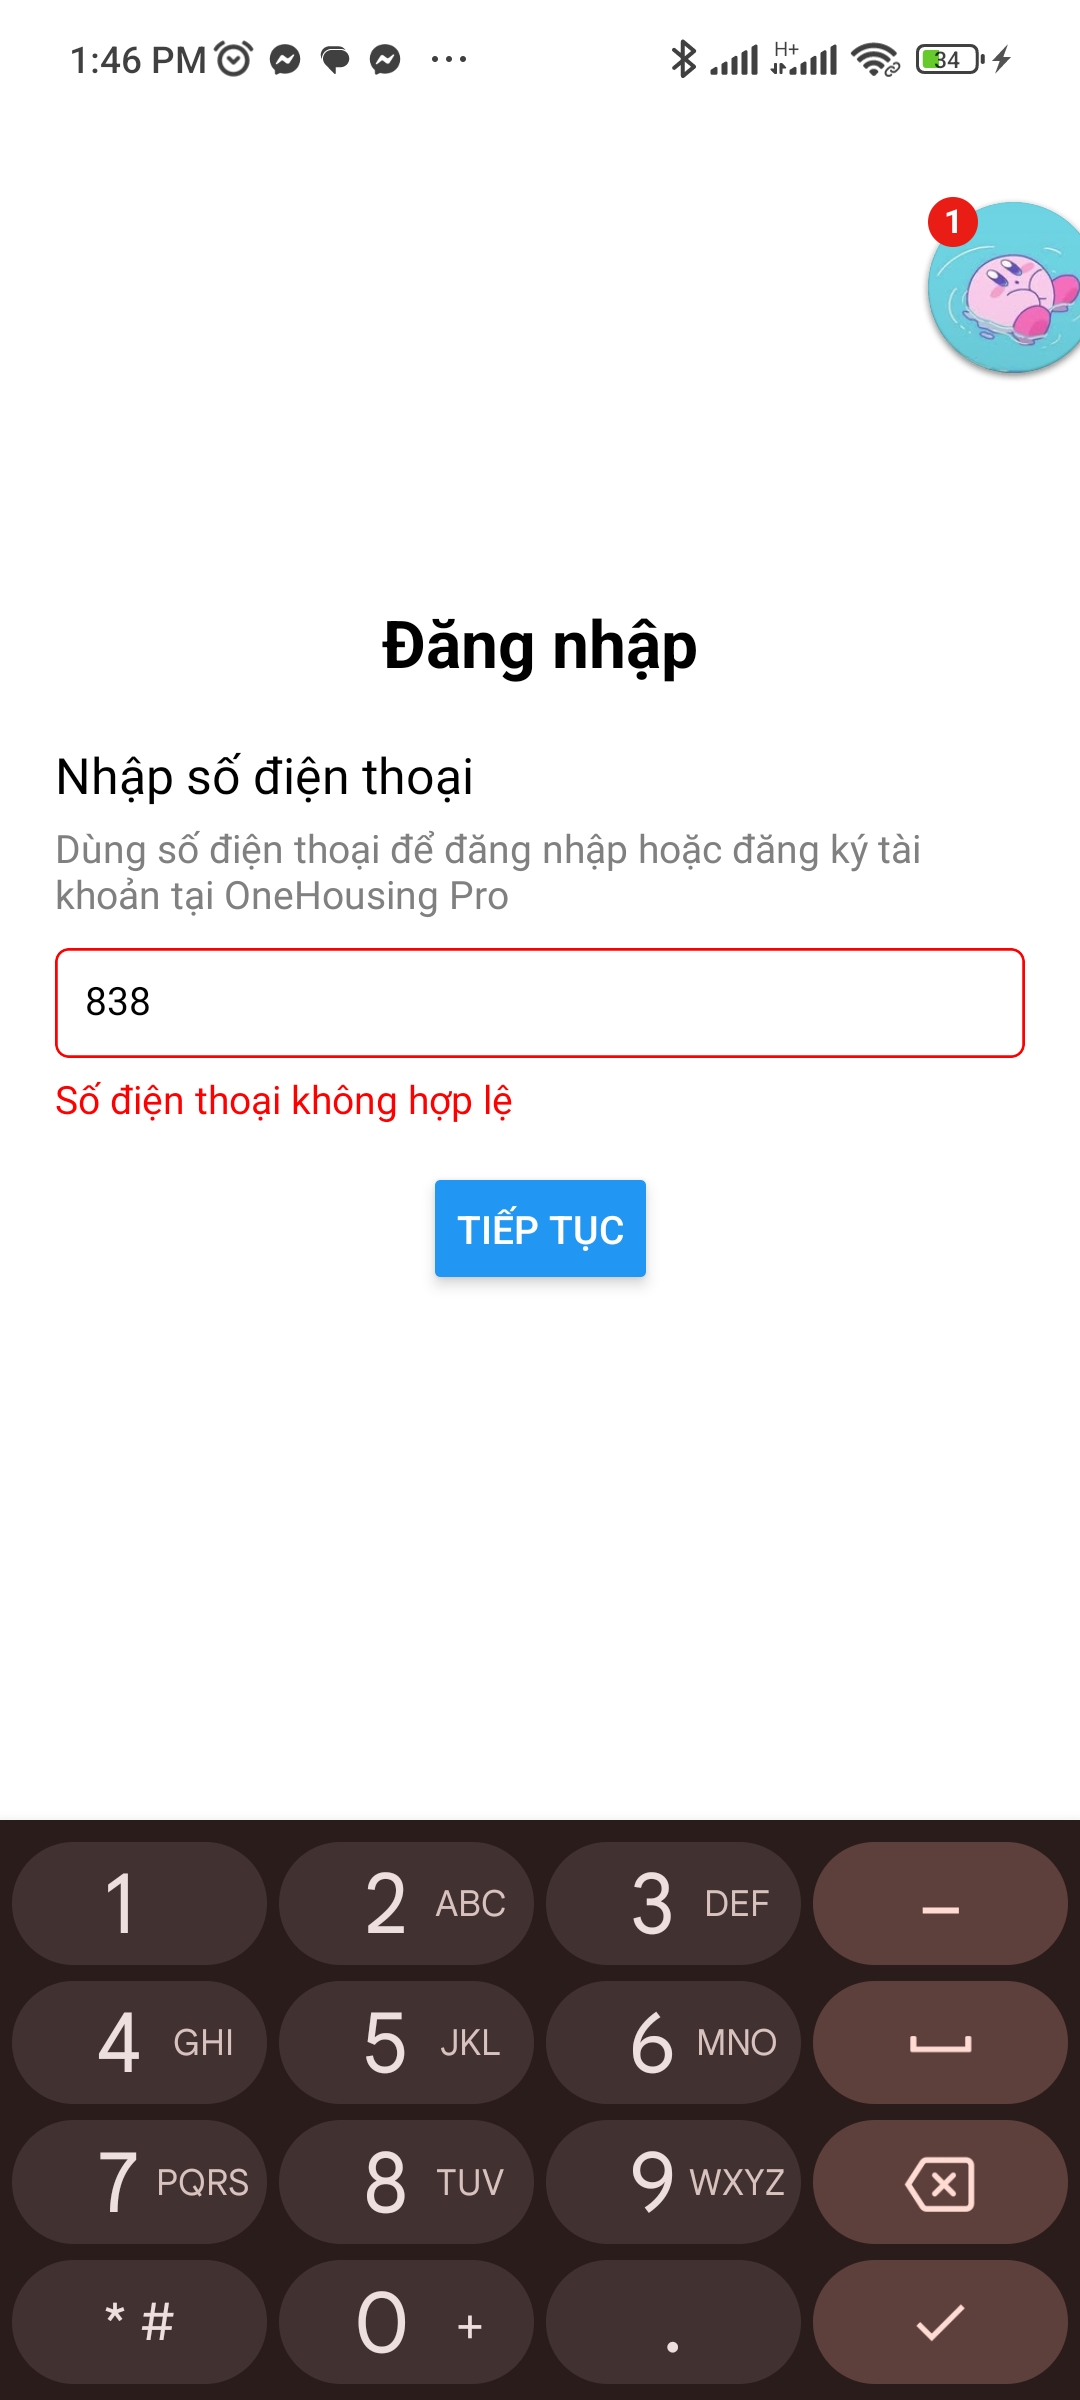 1:46 PM
H+
34
1
Đăng nhập
Nhập số điện thoại
Dùng số điện thoại để đăng nhập hoặc đăng ký tài
khoản tại OneHousing Pro
838
Số điện thoại không hợp lệ
TIẾP TỤC
1 2 ABC 3 DEF –
4 GHI 5 JKL 6 MNO
7 PQRS 8 TUV 9 WXYZ
* # 0 + .